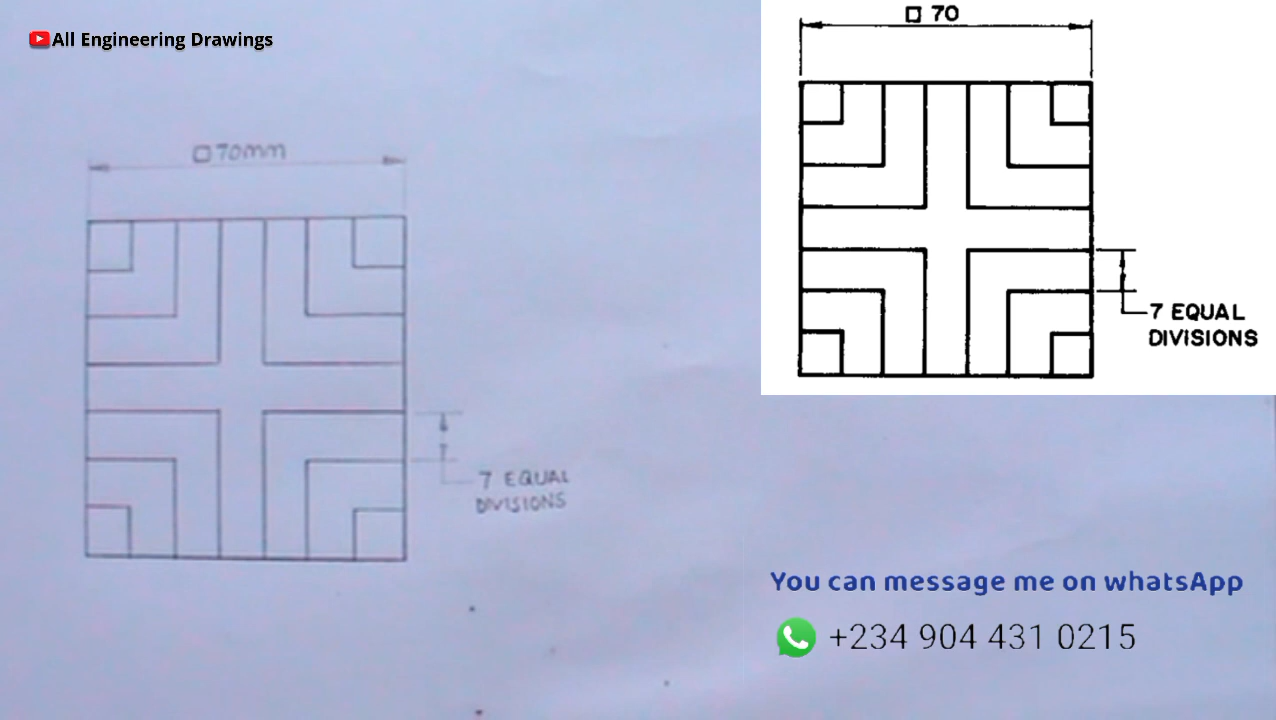 All Engineering Drawings
□ 70
□ 70mm
7 EQUAL
DIVISIONS
7 EQUAL
DIVISIONS
You can message me on whatsApp
+234 904 431 0215